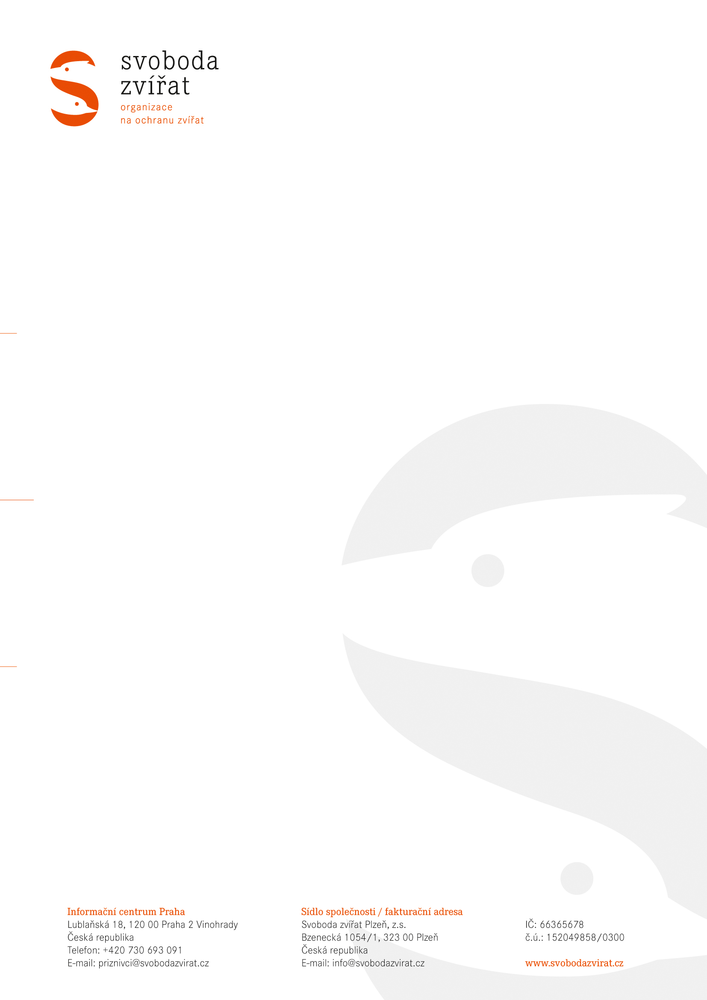 svoboda
zvířat
organizace
na ochranu zvířat
Informační centrum Praha
Lublaňská 18, 120 00 Praha 2 Vinohrady
Česká republika
Telefon: +420 730 693 091
E-mail: priznivci@svobodazvirat.cz
Sídlo společnosti / fakturační adresa
Svoboda zvířat Plzeň, z.s.
Bzenecká 1054/1, 323 00 Plzeň
Česká republika
E-mail: info@svobodazvirat.cz
IČ: 66365678
č.ú.: 152049858/0300
www.svobodazvirat.cz